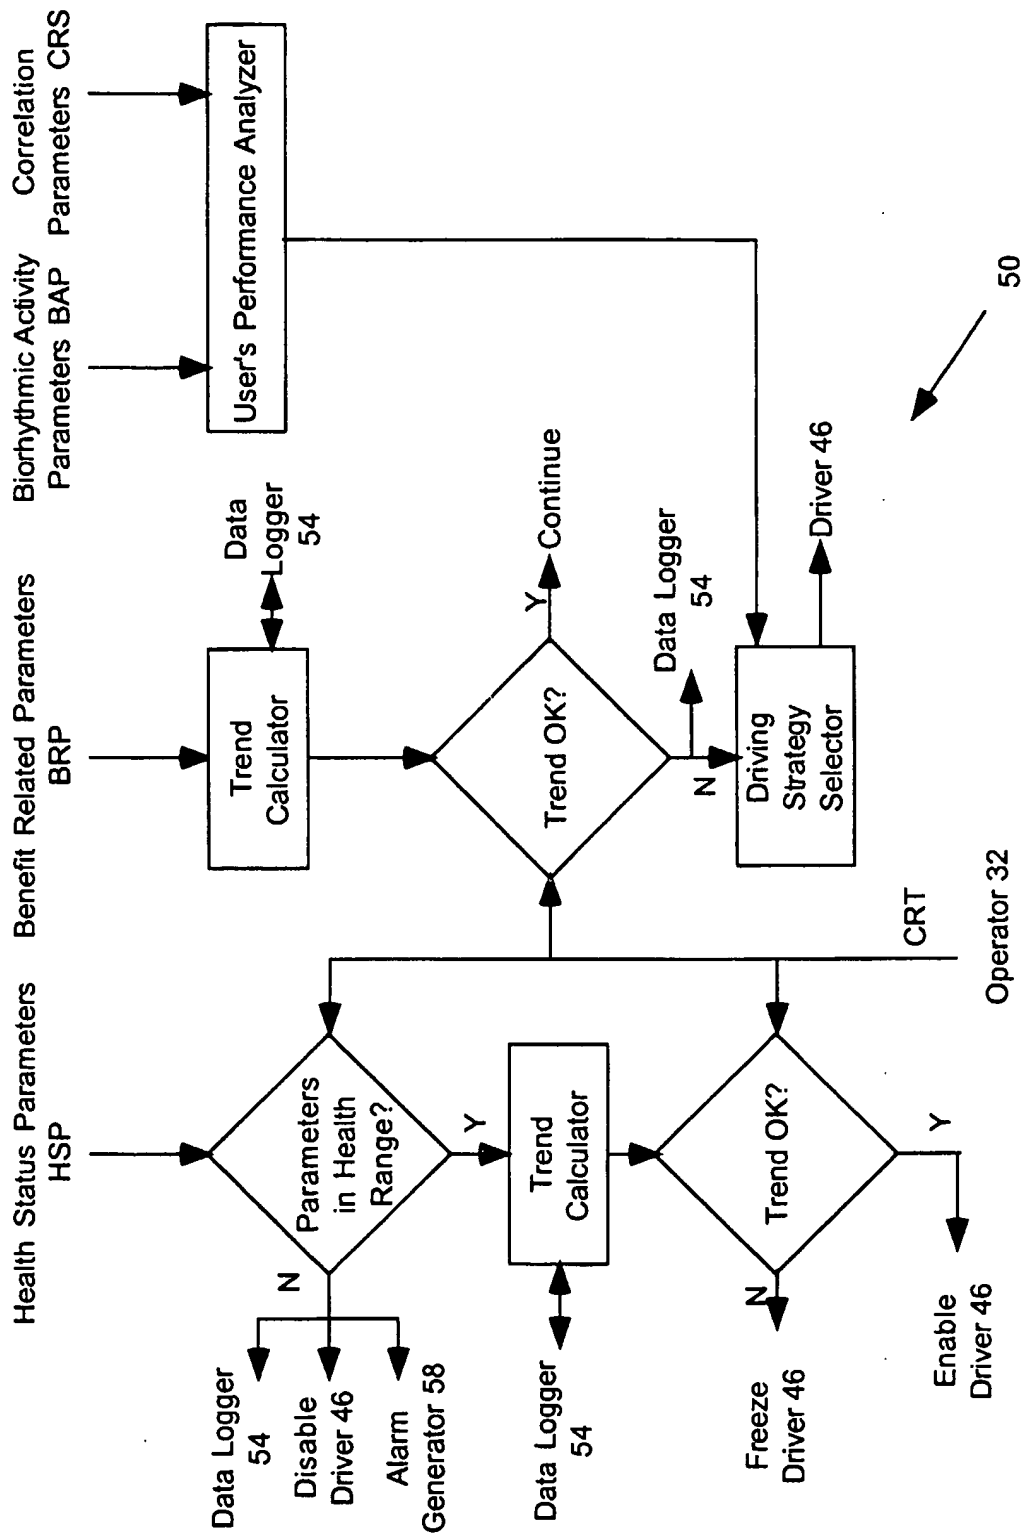 Health Status Parameters
HSP
Benefit Related Parameters
BRP
Biorhythmic Activity
Parameters BAP
Correlation
Parameters CRS
Parameters
in Health
Range?
N
Y
Data Logger
54
Disable
Driver 46
Alarm
Generator 58
Trend
Calculator
Data
Logger
54
User's Performance Analyzer
Trend
Calculator
Data Logger
54
Trend OK?
Y
Continue
N
Data Logger
54
Trend OK?
N
Freeze
Driver 46
Y
Enable
Driver 46
Driving
Strategy
Selector
Driver 46
CRT
Operator 32
50